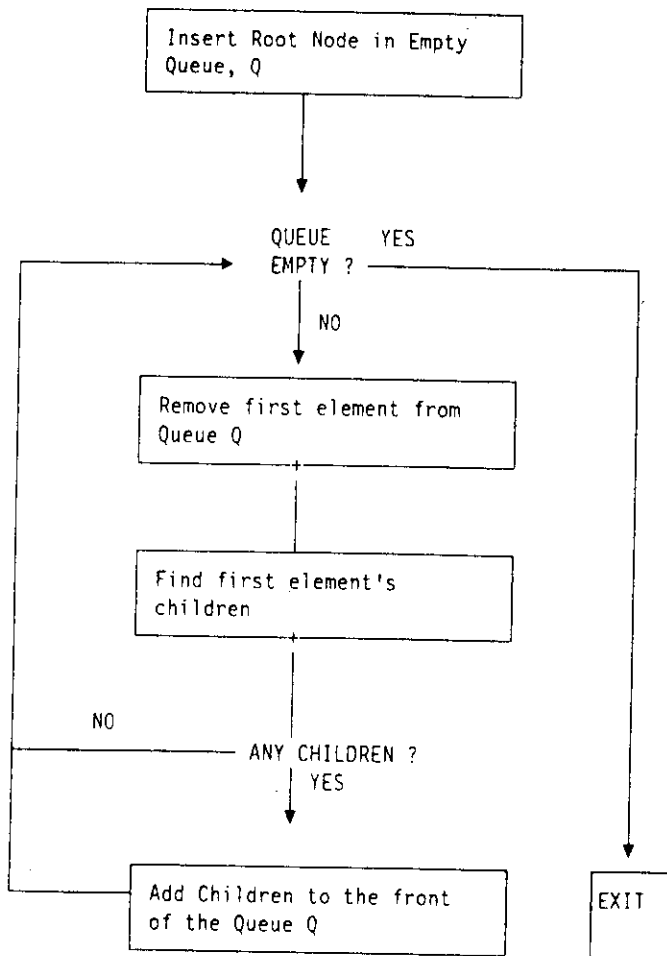 Insert Root Node in Empty
Queue, Q
QUEUE YES
EMPTY ?
NO
Remove first element from
Queue Q
Find first element's
children
NO
ANY CHILDREN ?
YES
Add Children to the front
of the Queue Q
EXIT